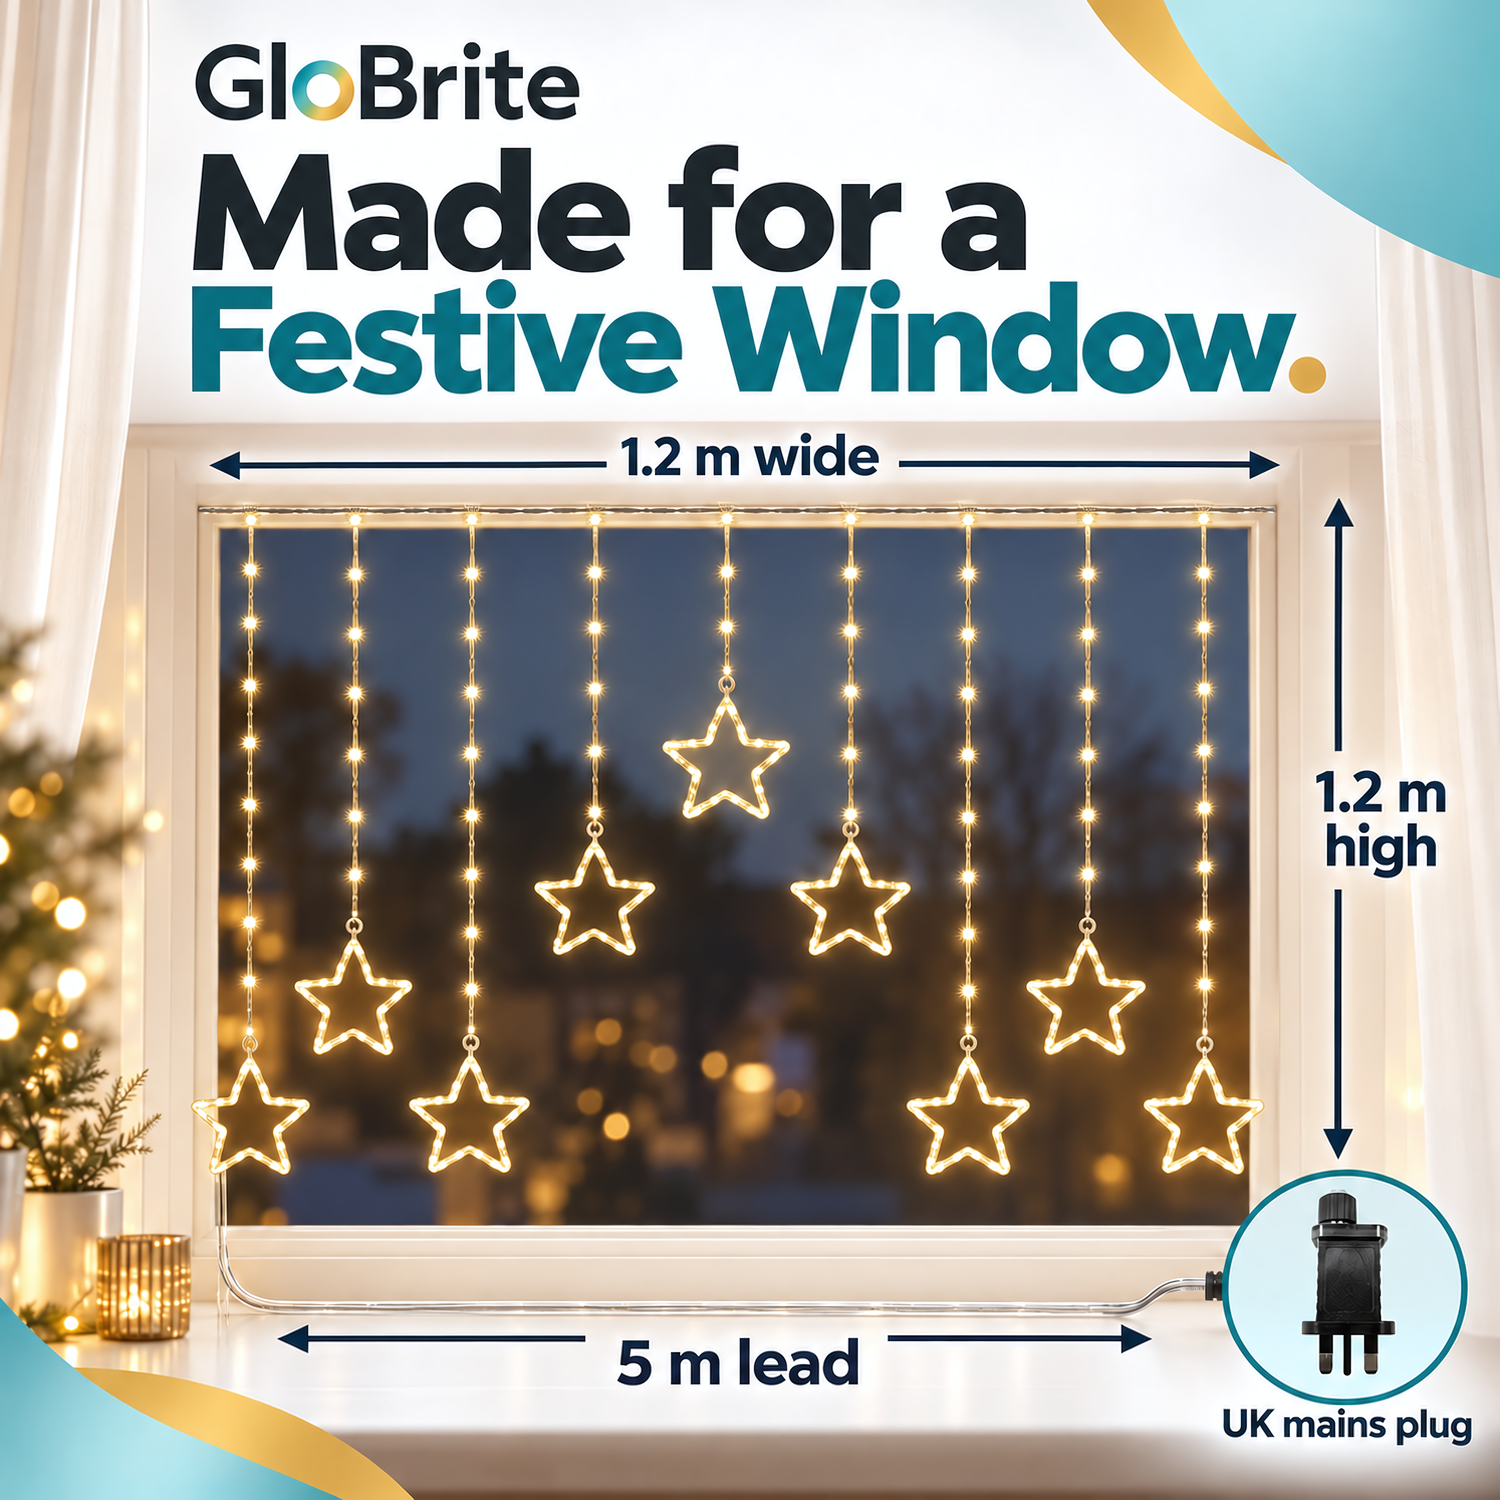 GloBrite
Made for a
Festive Window.
1.2 m wide
1.2 m
high
5 m lead
UK mains plug